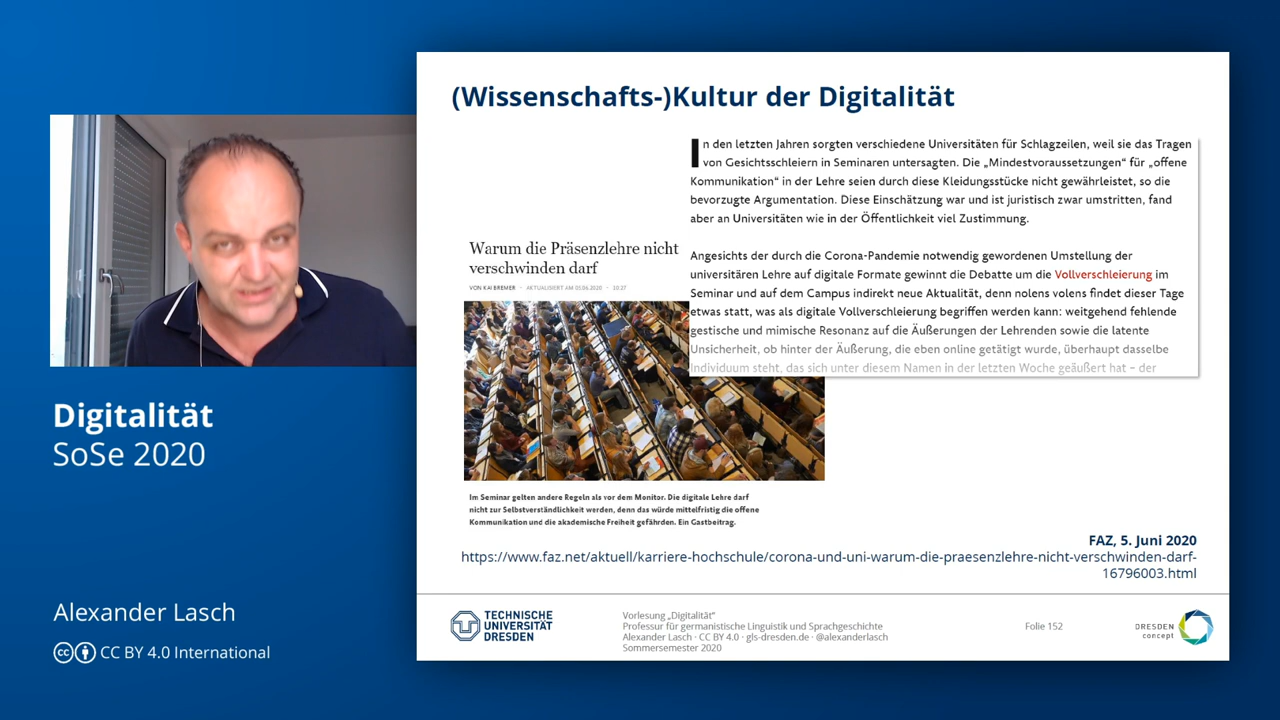 (Wissenschafts-)Kultur der Digitalität
In den letzten Jahren sorgten verschiedene Universitäten für Schlagzeilen, weil sie das Tragen
von Gesichtsschleiern in Seminaren untersagten. Die „Mindestvoraussetzungen“ für „offene
Kommunikation“ in der Lehre seien durch diese Kleidungsstücke nicht gewährleistet, so die
bevorzugte Argumentation. Diese Einschätzung war und ist juristisch zwar umstritten, fand
aber an Universitäten wie in der Öffentlichkeit viel Zustimmung.
Angesichts der durch die Corona-Pandemie notwendig gewordenen Umstellung der
universitären Lehre auf digitale Formate gewinnt die Debatte um die Vollverschleierung im
Seminar und auf dem Campus indirekt neue Aktualität, denn nolens volens findet dieser Tage
etwas statt, was als digitale Vollverschleierung begriffen werden kann: weitgehend fehlende
gestische und mimische Resonanz auf die Äußerungen der Lehrenden sowie die latente
Unsicherheit, ob hinter der Äußerung, die eben online getätigt wurde, überhaupt dasselbe
Individuum steht, das sich unter diesem Namen in der letzten Woche geäußert hat – der
Warum die Präsenzlehre nicht
verschwinden darf
VON KAI BREMER - AKTUALISIERT AM 05.06.2020 - 10:27
Im Seminar gelten andere Regeln als vor dem Monitor. Die digitale Lehre darf
nicht zur Selbstverständlichkeit werden, denn das würde mittelfristig die offene
Kommunikation und die akademische Freiheit gefährden. Ein Gastbeitrag.
FAZ, 5. Juni 2020
https://www.faz.net/aktuell/karriere-hochschule/corona-und-uni-warum-die-praesenzlehre-nicht-verschwinden-darf-
16796003.html
Digitalität
SoSe 2020
Alexander Lasch
CC BY 4.0 International
TECHNISCHE
UNIVERSITÄT
DRESDEN
Vorlesung „Digitalität“
Professur für germanistische Linguistik und Sprachgeschichte
Alexander Lasch · CC BY 4.0 · gls-dresden.de · @alexanderlasch
Sommersemester 2020
Folie 152
DRESDEN
concept